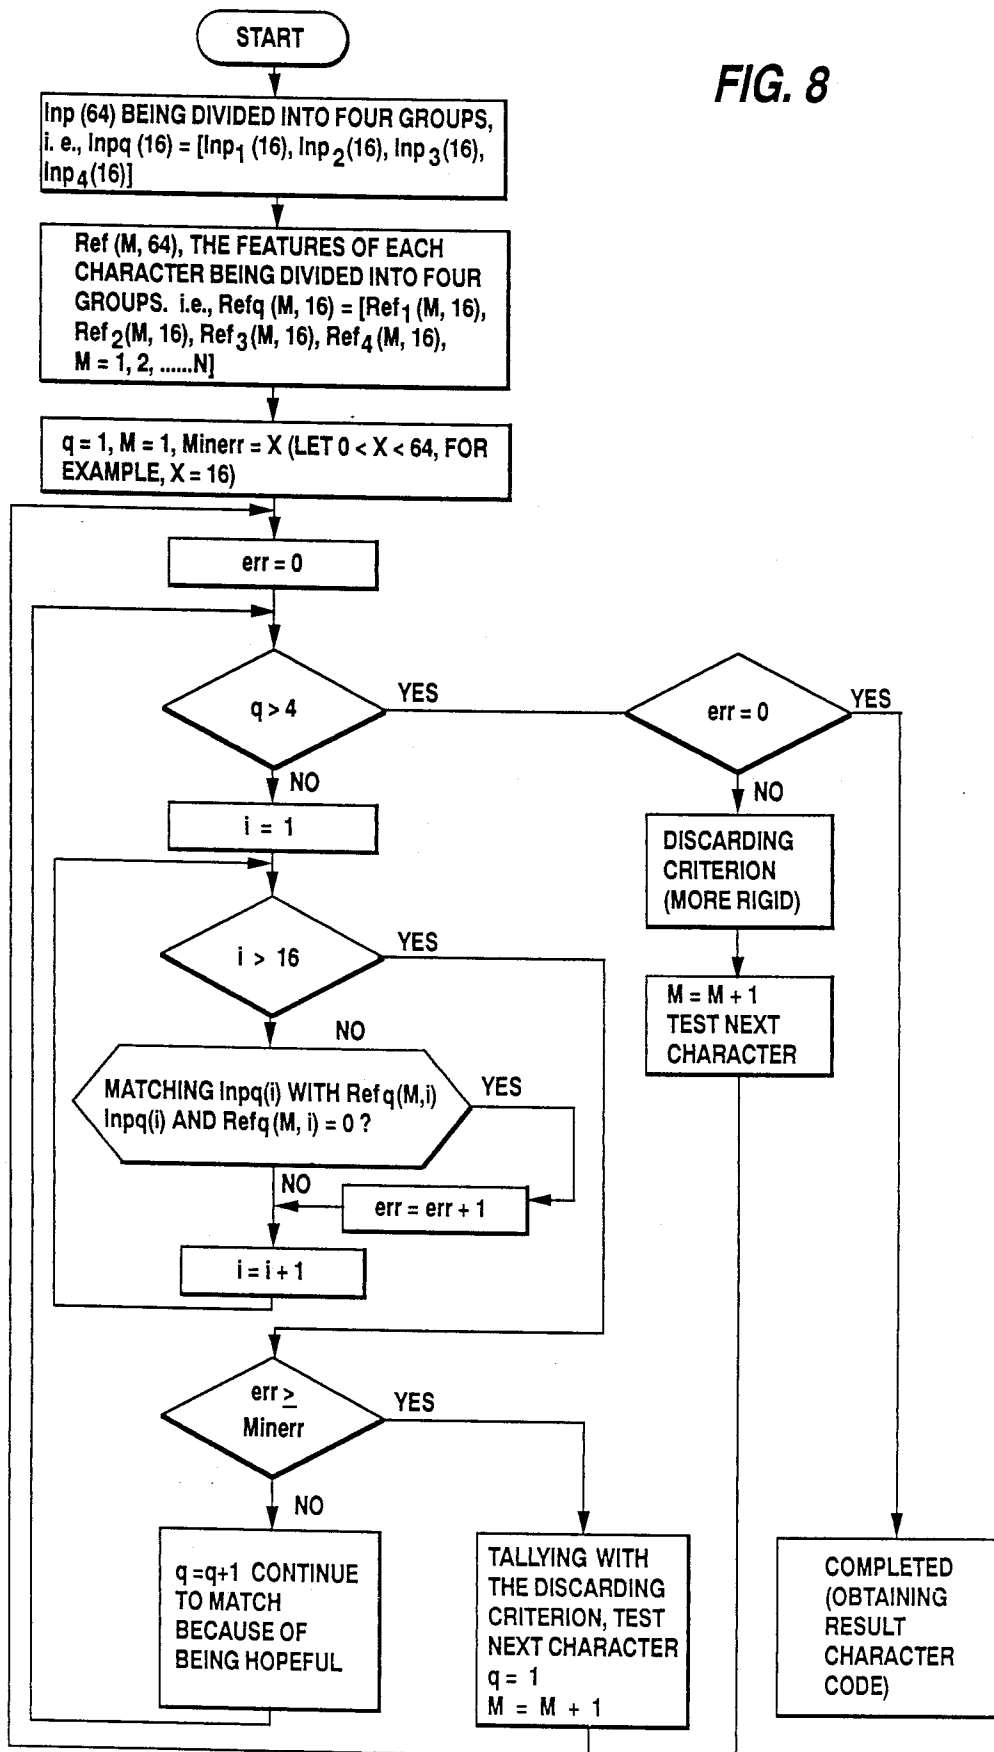 START
FIG. 8
Inp (64) BEING DIVIDED INTO FOUR GROUPS,
i. e., Inpq (16) = [Inp1 (16), Inp2 (16), Inp3 (16),
Inp4 (16)]
Ref (M, 64), THE FEATURES OF EACH
CHARACTER BEING DIVIDED INTO FOUR
GROUPS. i.e., Refq (M, 16) = [Ref1 (M, 16),
Ref2 (M, 16), Ref3 (M, 16), Ref4 (M, 16),
M = 1, 2, ......N]
q = 1, M = 1, Minerr = X (LET 0 < X < 64, FOR
EXAMPLE, X = 16)
err = 0
q > 4
YES
NO
err = 0
YES
NO
i = 1
DISCARDING
CRITERION
(MORE RIGID)
i > 16
YES
NO
M = M + 1
TEST NEXT
CHARACTER
MATCHING Inpq(i) WITH Refq(M,i)
Inpq(i) AND Refq (M, i) = 0 ?
YES
NO
err = err + 1
i = i + 1
err ≥
Minerr
YES
NO
q =q+1 CONTINUE
TO MATCH
BECAUSE OF
BEING HOPEFUL
TALLYING WITH
THE DISCARDING
CRITERION, TEST
NEXT CHARACTER
q = 1
M = M + 1
COMPLETED
(OBTAINING
RESULT
CHARACTER
CODE)